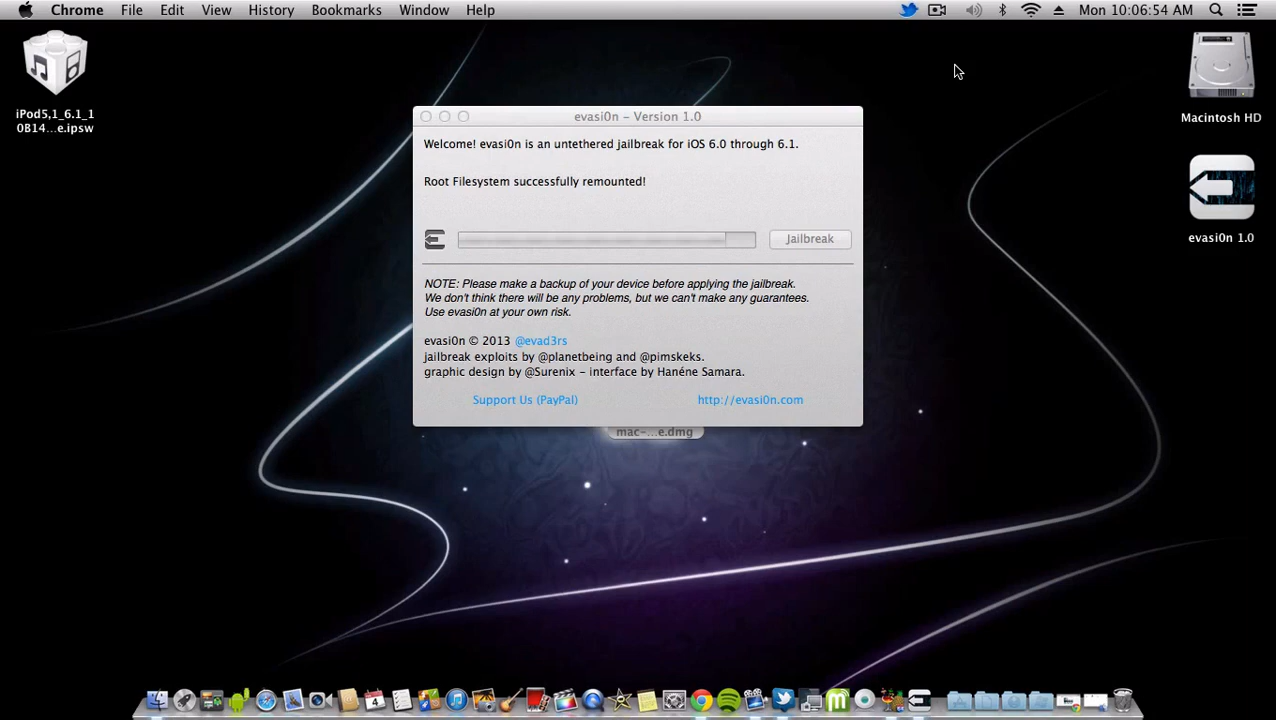 Chrome File Edit View History Bookmarks Window Help Mon 10:06:54 AM
iPod5,1_6.1_1
0B14...e.ipsw
Macintosh HD
evasi0n 1.0
evasi0n – Version 1.0
Welcome! evasi0n is an untethered jailbreak for iOS 6.0 through 6.1.
Root Filesystem successfully remounted!
Jailbreak
NOTE: Please make a backup of your device before applying the jailbreak.
We don't think there will be any problems, but we can't make any guarantees.
Use evasi0n at your own risk.
evasi0n © 2013 @evad3rs
jailbreak exploits by @planetbeing and @pimskeks.
graphic design by @Surenix – interface by Hanéne Samara.
Support Us (PayPal) http://evasi0n.com
mac-...e.dmg
4